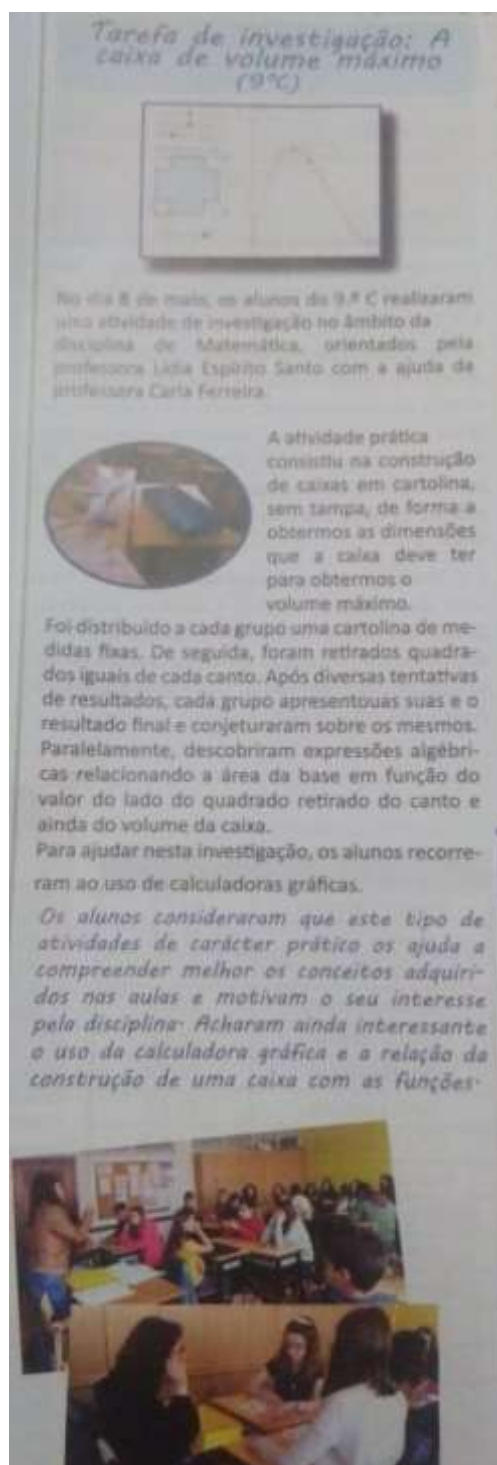 Tarefa de investigação: A
caixa de volume máximo
(9ºC)
No dia 8 de maio, os alunos do 9.º C realizaram
uma atividade de investigação no âmbito da
disciplina de Matemática, orientados pela
professora Lídia Espírito Santo com a ajuda da
professora Carla Ferreira.
A atividade prática
consistiu na construção
de caixas em cartolina,
sem tampa, de forma a
obtermos as dimensões
que a caixa deve ter
para obtermos o
volume máximo.
Foi distribuído a cada grupo uma cartolina de me-
didas fixas. De seguida, foram retirados quadra-
dos iguais de cada canto. Após diversas tentativas
de resultados, cada grupo apresentouas suas e o
resultado final e conjeturaram sobre os mesmos.
Paralelamente, descobriram expressões algébri-
cas relacionando a área da base em função do
valor do lado do quadrado retirado do canto e
ainda do volume da caixa.
Para ajudar nesta investigação, os alunos recorre-
ram ao uso de calculadoras gráficas.
Os alunos consideraram que este tipo de
atividades de carácter prático os ajuda a
compreender melhor os conceitos adquiri-
dos nas aulas e motivam o seu interesse
pela disciplina. Acharam ainda interessante
o uso da calculadora gráfica e a relação da
construção de uma caixa com as funções.